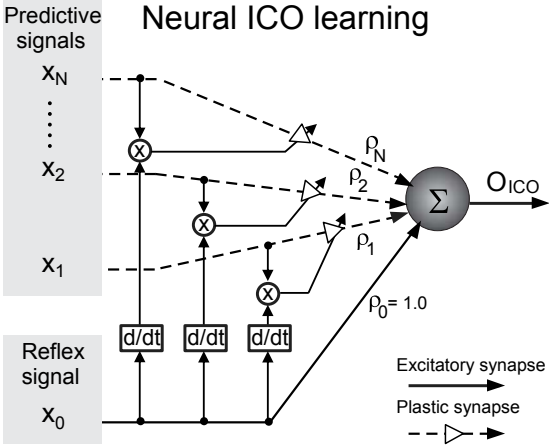 Neural ICO learning
Predictive
signals
xN
x2
x1
x
x
x
ρN
ρ2
ρ1
Σ
OICO
ρ0= 1.0
d/dt
d/dt
d/dt
Reflex
signal
x0
Excitatory synapse
Plastic synapse